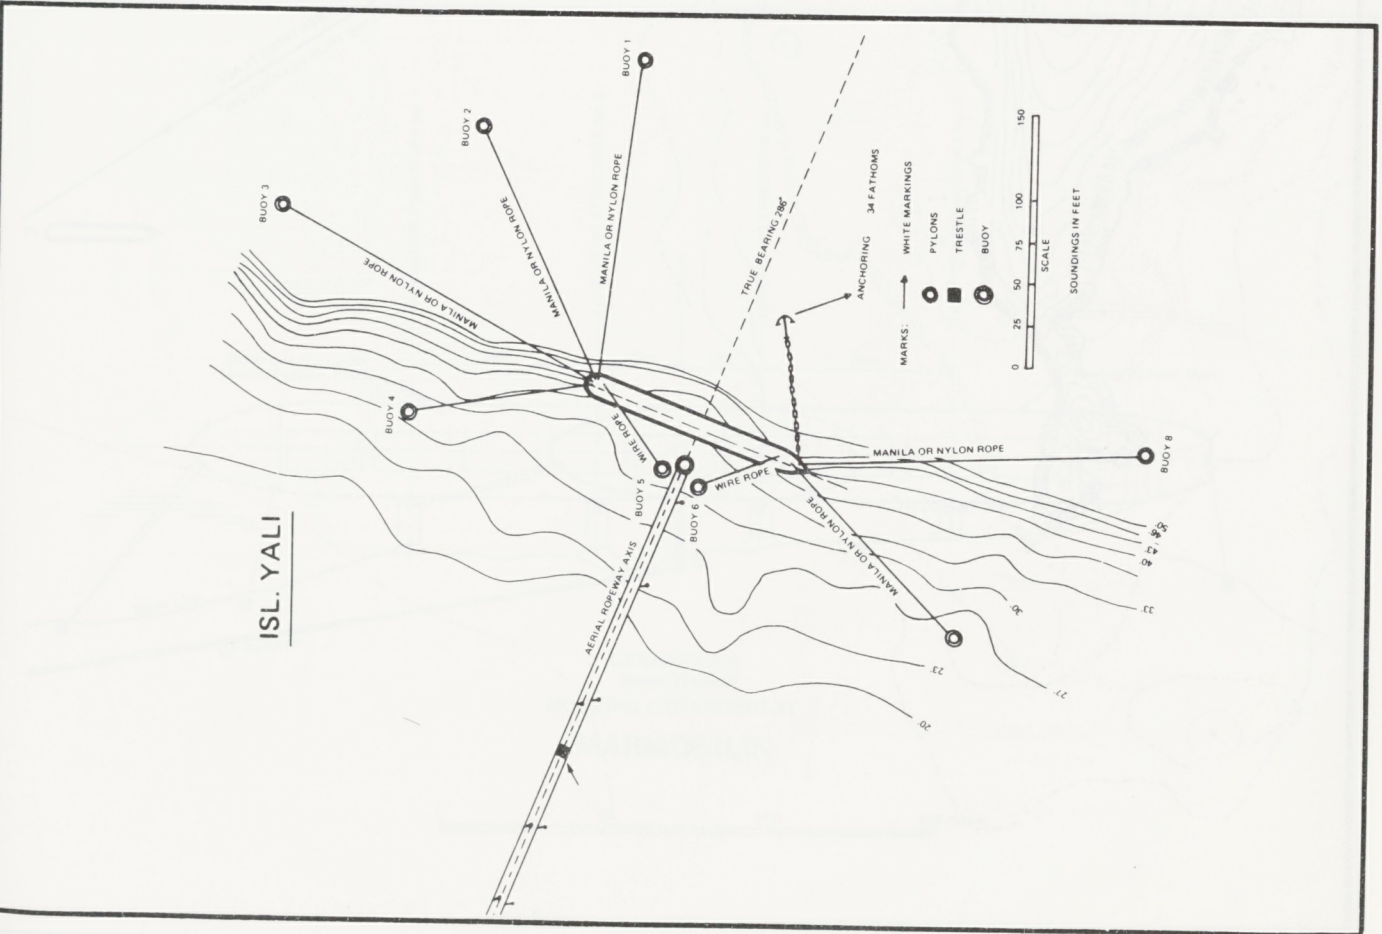 ISL. YALI
BUOY 1
BUOY 2
BUOY 3
BUOY 4
BUOY 5
BUOY 6
BUOY 8
MANILA OR NYLON ROPE
MANILA OR NYLON ROPE
MANILA OR NYLON ROPE
WIRE ROPE
WIRE ROPE
MANILA OR NYLON ROPE
MANILA OR NYLON ROPE
AERIAL ROPEWAY AXIS
TRUE BEARING 286°
ANCHORING 34 FATHOMS
MARKS:
WHITE MARKINGS
PYLONS
TRESTLE
BUOY
0 25 50 75 100 150
SCALE
SOUNDINGS IN FEET
50'
46'
43'
40'
33'
30'
27'
23'
20'